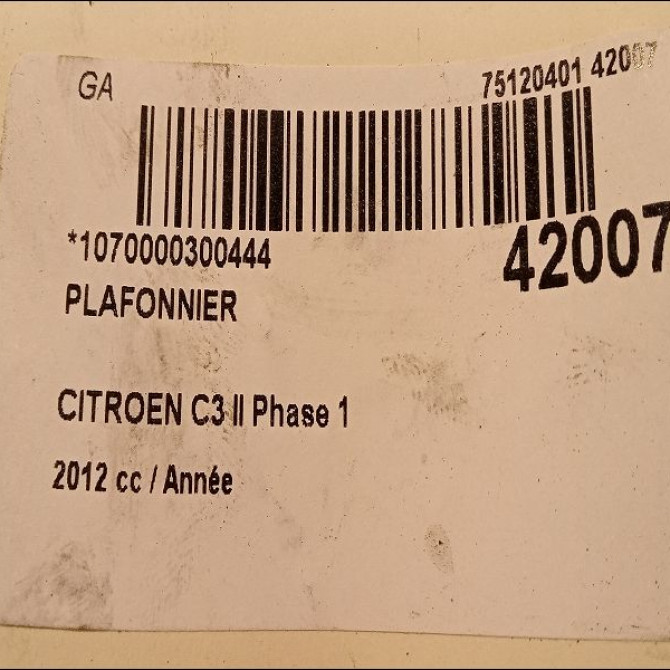 GA
75120401 42007
*1070000300444
42007
PLAFONNIER
CITROEN C3 II Phase 1
2012 cc / Année